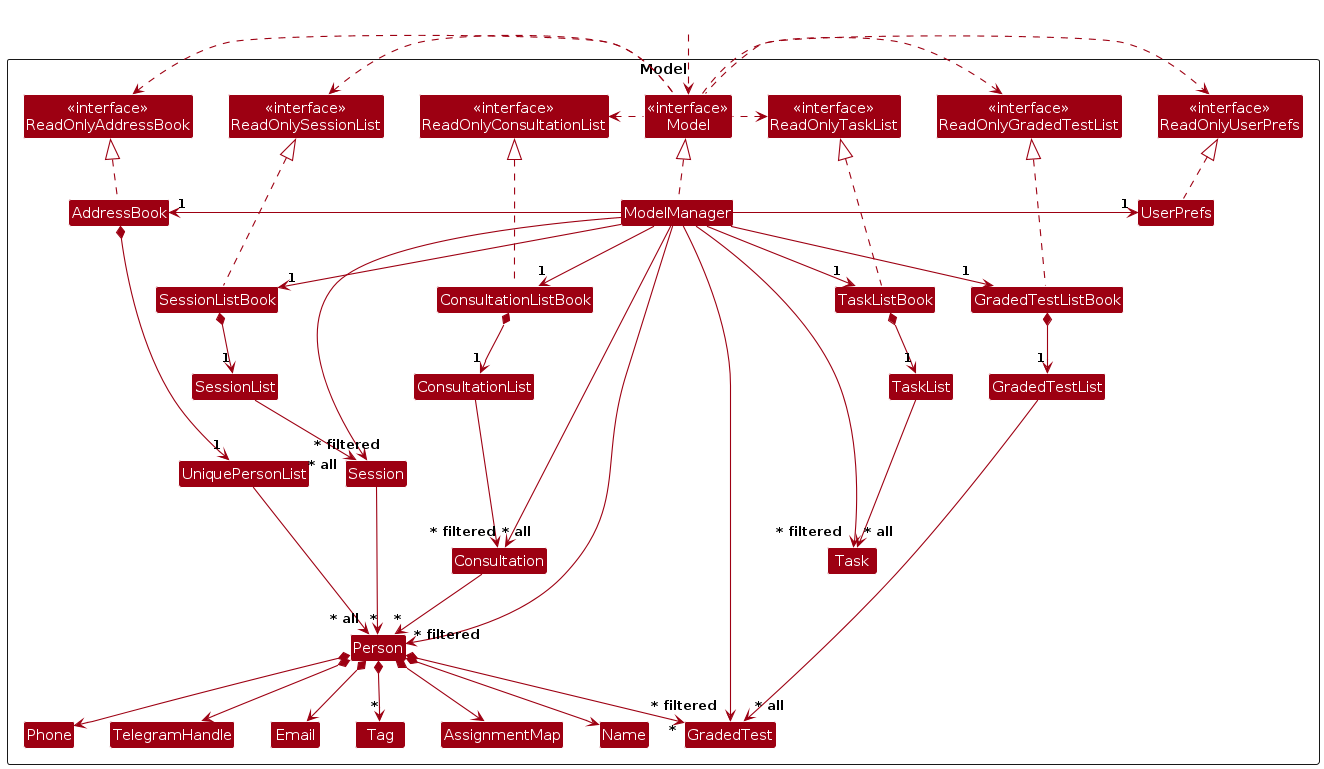 Model
«interface»
ReadOnlyAddressBook
«interface»
ReadOnlySessionList
«interface»
ReadOnlyConsultationList
«interface»
Model
«interface»
ReadOnlyTaskList
«interface»
ReadOnlyGradedTestList
«interface»
ReadOnlyUserPrefs
AddressBook
1
ModelManager
1
UserPrefs
1
1
1
1
SessionListBook
ConsultationListBook
TaskListBook
GradedTestListBook
1
1
1
1
SessionList
ConsultationList
TaskList
GradedTestList
1
* filtered
* all
UniquePersonList
Session
* filtered
* all
* filtered
* all
Consultation
Task
* all
*
*
* filtered
Person
*
* filtered
* all
*
Phone
TelegramHandle
Email
Tag
AssignmentMap
Name
GradedTest